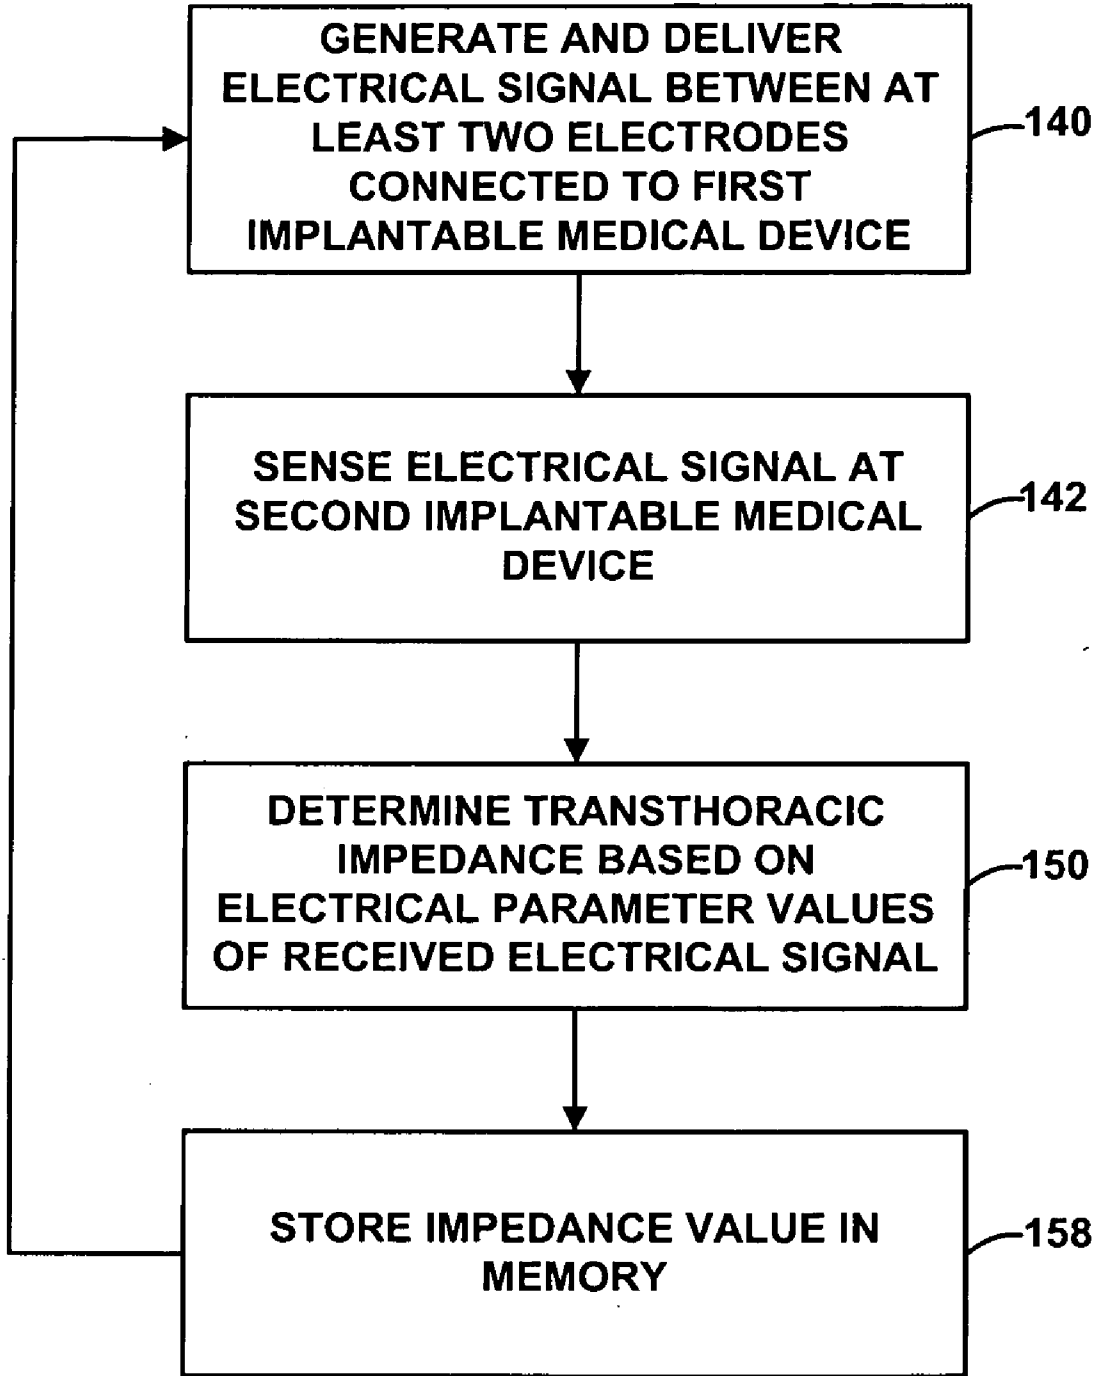 GENERATE AND DELIVER
ELECTRICAL SIGNAL BETWEEN AT
LEAST TWO ELECTRODES
CONNECTED TO FIRST
IMPLANTABLE MEDICAL DEVICE
140
SENSE ELECTRICAL SIGNAL AT
SECOND IMPLANTABLE MEDICAL
DEVICE
142
DETERMINE TRANSTHORACIC
IMPEDANCE BASED ON
ELECTRICAL PARAMETER VALUES
OF RECEIVED ELECTRICAL SIGNAL
150
STORE IMPEDANCE VALUE IN
MEMORY
158